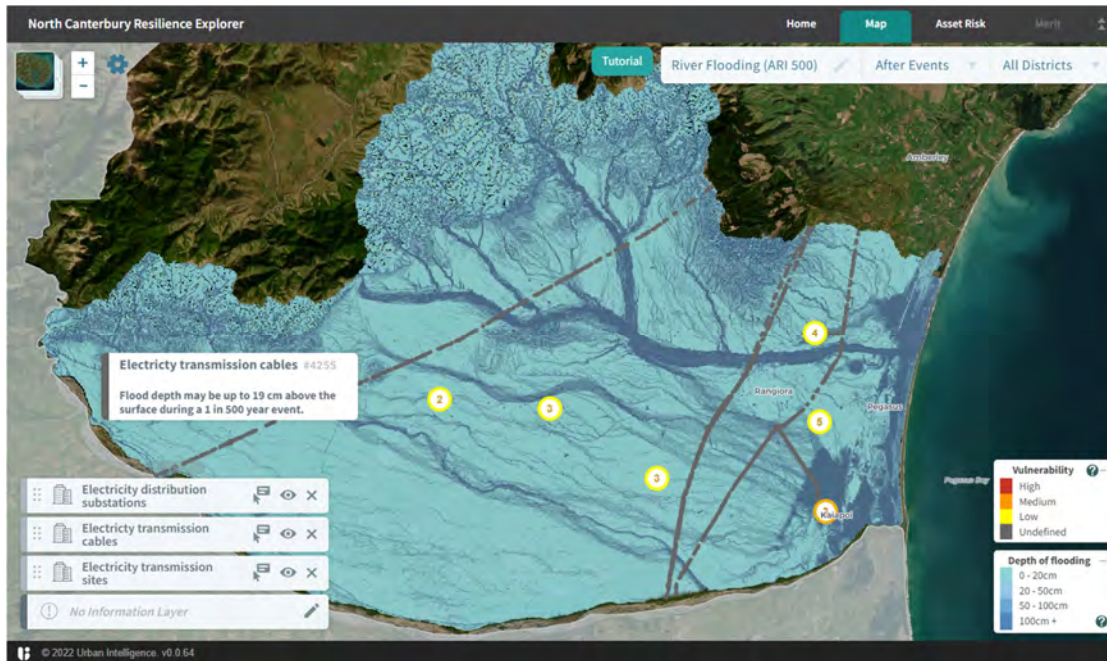 North Canterbury Resilience Explorer
Home
Map
Asset Risk
Merit
+
−
Tutorial
River Flooding (ARI 500)
After Events
All Districts
Amberley
4
Electricty transmission cables #4255
Flood depth may be up to 19 cm above the
surface during a 1 in 500 year event.
Rangiora
2
3
Pegasus
5
3
Pegasus Bay
Kaiapoi
Electricity distribution
substations
Electricity transmission
cables
Electricity transmission
sites
No Information Layer
Vulnerability
High
Medium
Low
Undefined
Depth of flooding
0 - 20cm
20 - 50cm
50 - 100cm
100cm +
© 2022 Urban Intelligence. v0.0.64